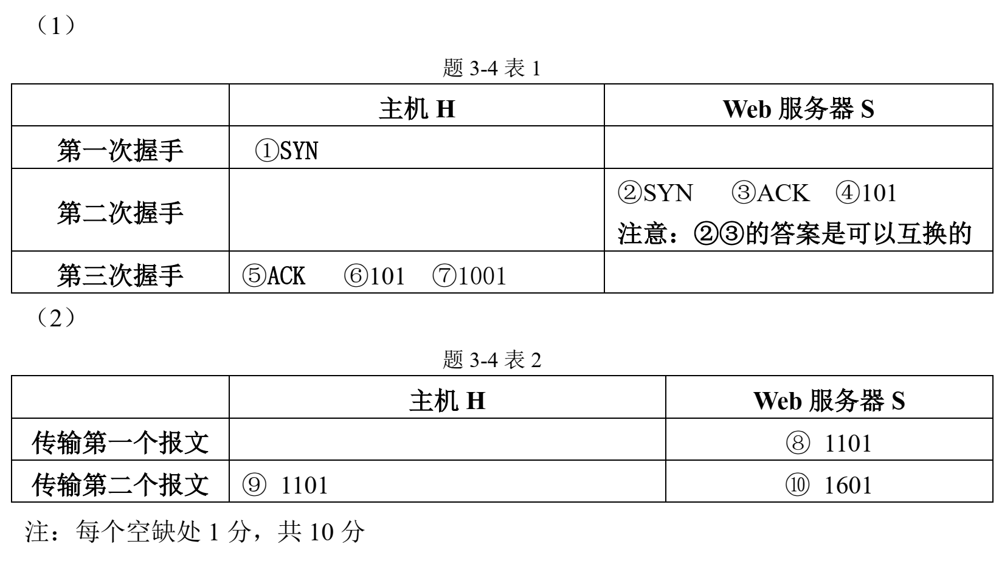 （1）
题 3-4 表 1
主机 H Web 服务器 S
第一次握手 ①SYN
②SYN ③ACK ④101
第二次握手
注意：②③的答案是可以互换的
第三次握手 ⑤ACK ⑥101 ⑦1001
（2）
题 3-4 表 2
主机 H Web 服务器 S
传输第一个报文 ⑧ 1101
传输第二个报文 ⑨ 1101 ⑩ 1601
注：每个空缺处 1 分，共 10 分